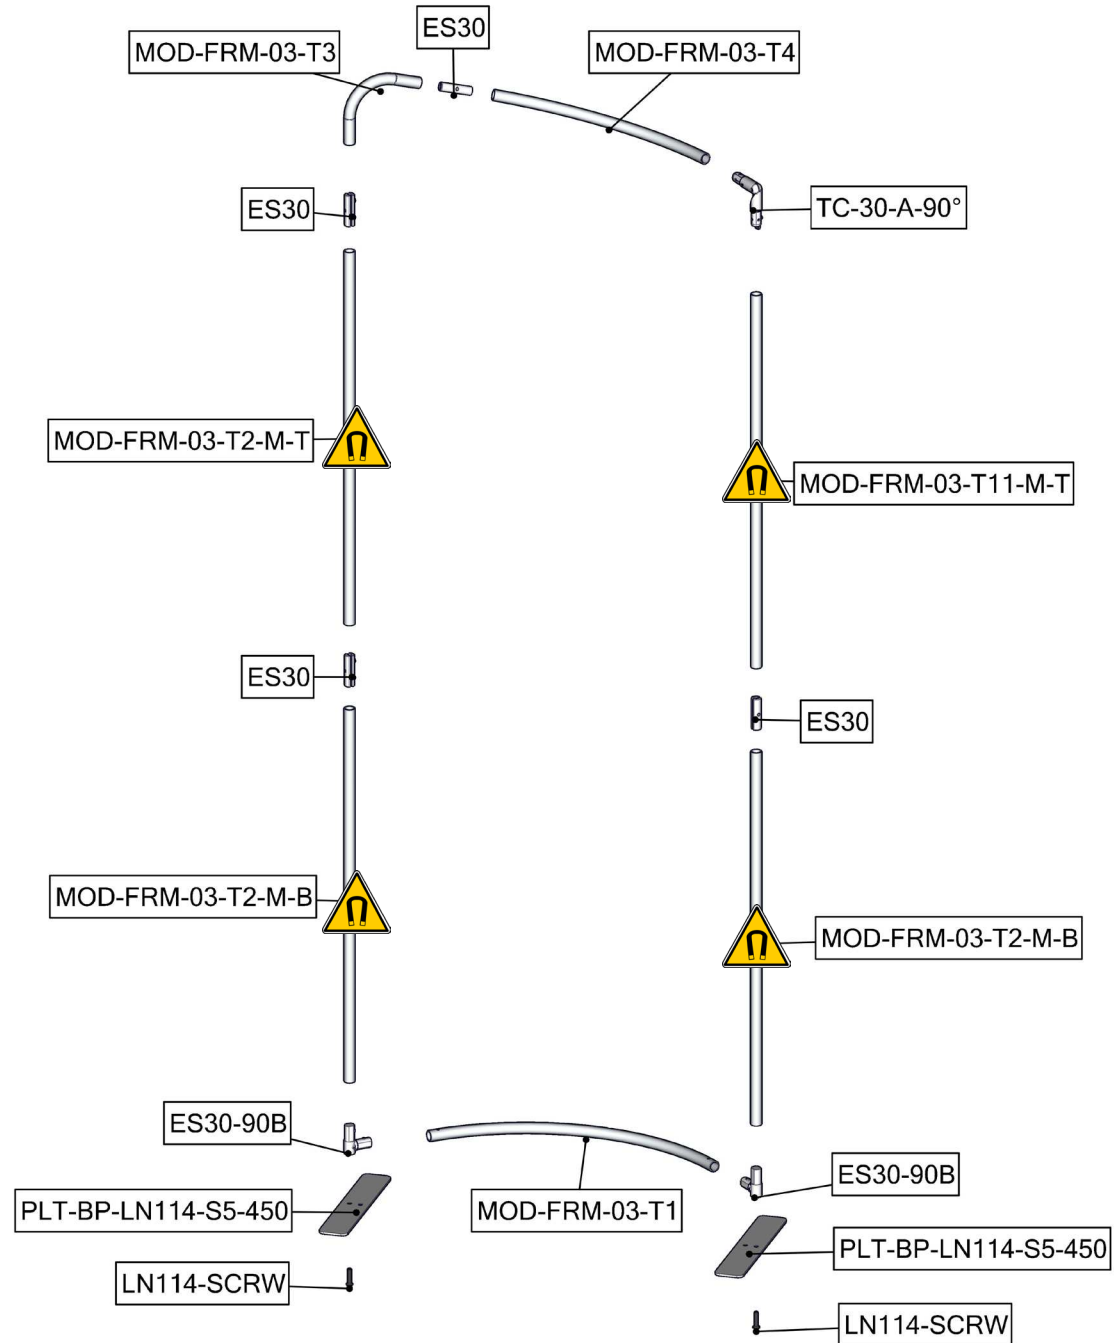 ES30
MOD-FRM-03-T3
MOD-FRM-03-T4
ES30
TC-30-A-90°
MOD-FRM-03-T2-M-T
MOD-FRM-03-T11-M-T
ES30
ES30
MOD-FRM-03-T2-M-B
MOD-FRM-03-T2-M-B
ES30-90B
ES30-90B
PLT-BP-LN114-S5-450
MOD-FRM-03-T1
PLT-BP-LN114-S5-450
LN114-SCRW
LN114-SCRW